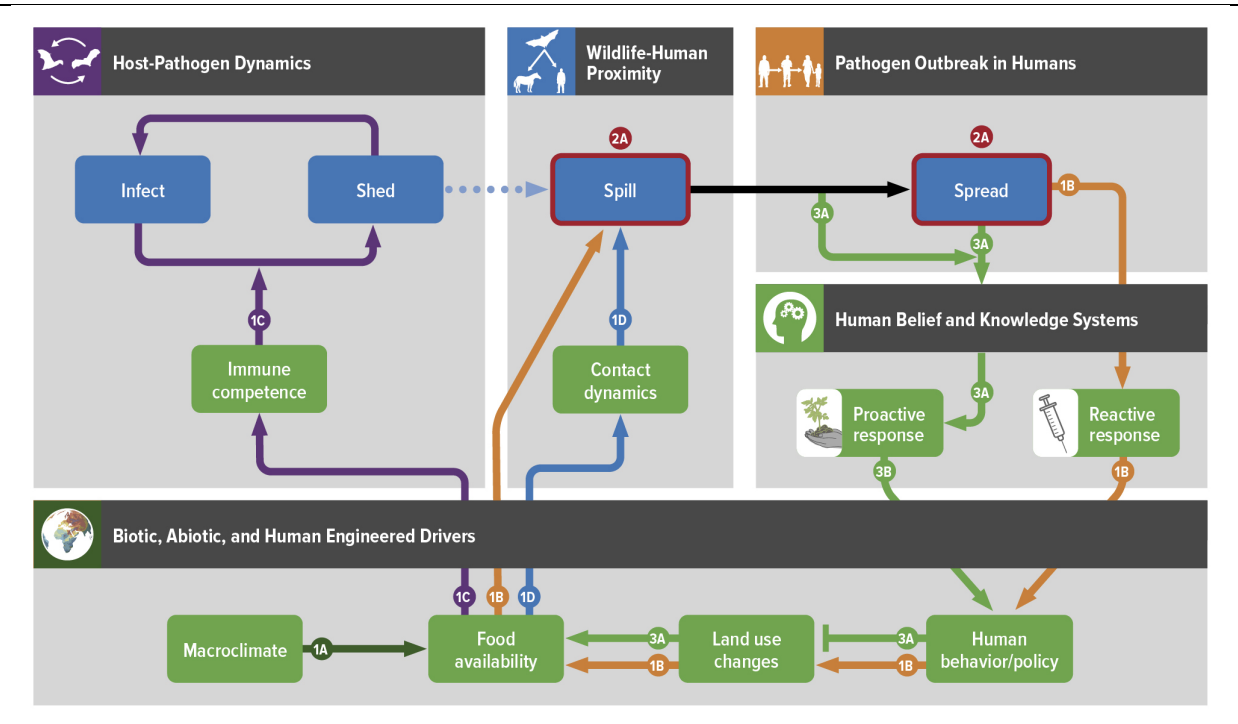 Host-Pathogen Dynamics
Wildlife-Human
Proximity
Pathogen Outbreak in Humans
2A
2A
Infect
Shed
Spill
Spread
1B
3A
3A
1C
1D
Human Belief and Knowledge Systems
Immune
competence
Contact
dynamics
3A
Proactive
response
Reactive
response
3B
1B
Biotic, Abiotic, and Human Engineered Drivers
1C
1B
1D
Macroclimate
1A
Food
availability
3A
1B
Land use
changes
3A
1B
Human
behavior/policy